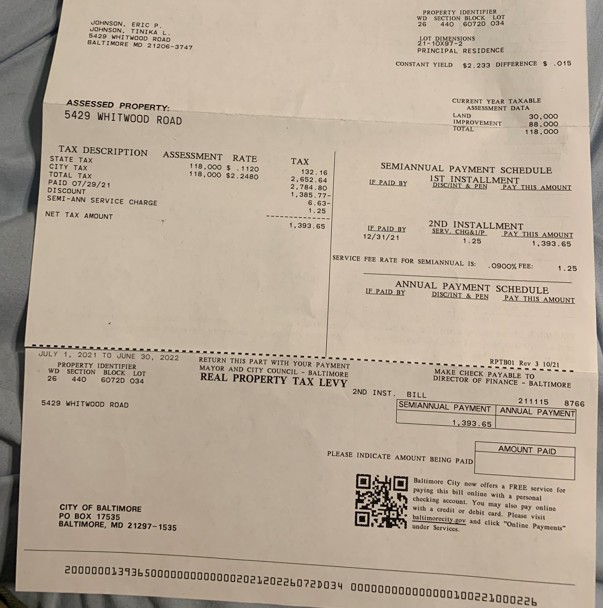 JOHNSON, ERIC P.
JOHNSON, TINIKA L.
5429 WHITWOOD ROAD
BALTIMORE MD 21206-3747
PROPERTY IDENTIFIER
WD SECTION BLOCK LOT
26 440 6072D 034
LOT DIMENSIONS
21-10X97-2
PRINCIPAL RESIDENCE
CONSTANT YIELD $2.233 DIFFERENCE $ .015
ASSESSED PROPERTY:
5429 WHITWOOD ROAD
CURRENT YEAR TAXABLE
ASSESSMENT DATA
LAND 30,000
IMPROVEMENT 88,000
TOTAL 118,000
TAX DESCRIPTION ASSESSMENT RATE TAX
STATE TAX 118,000 $ .1120 132.16
CITY TAX 118,000 $2.2480 2,652.64
TOTAL TAX 2,784.80
PAID 07/29/21 1,385.77-
DISCOUNT 6.63-
SEMI-ANN SERVICE CHARGE 1.25
NET TAX AMOUNT 1,393.65
SEMIANNUAL PAYMENT SCHEDULE
1ST INSTALLMENT
IF PAID BY DISC/INT & PEN PAY THIS AMOUNT
2ND INSTALLMENT
IF PAID BY SERV. CHG&I/P PAY THIS AMOUNT
12/31/21 1.25 1,393.65
SERVICE FEE RATE FOR SEMIANNUAL IS: .0900% FEE: 1.25
ANNUAL PAYMENT SCHEDULE
IF PAID BY DISC/INT & PEN PAY THIS AMOUNT
RPTB01 Rev 3 10/21
JULY 1, 2021 TO JUNE 30, 2022
RETURN THIS PART WITH YOUR PAYMENT
MAYOR AND CITY COUNCIL - BALTIMORE
REAL PROPERTY TAX LEVY
MAKE CHECK PAYABLE TO
DIRECTOR OF FINANCE - BALTIMORE
PROPERTY IDENTIFIER
WD SECTION BLOCK LOT
26 440 6072D 034
2ND INST. BILL 211115 8766
SEMIANNUAL PAYMENT ANNUAL PAYMENT
1,393.65
5429 WHITWOOD ROAD
AMOUNT PAID
PLEASE INDICATE AMOUNT BEING PAID
Baltimore City now offers a FREE service for
paying this bill online with a personal
checking account. You may also pay online
with a credit or debit card. Please visit
baltimorecity.gov and click "Online Payments"
under Services.
CITY OF BALTIMORE
PO BOX 17535
BALTIMORE, MD 21297-1535